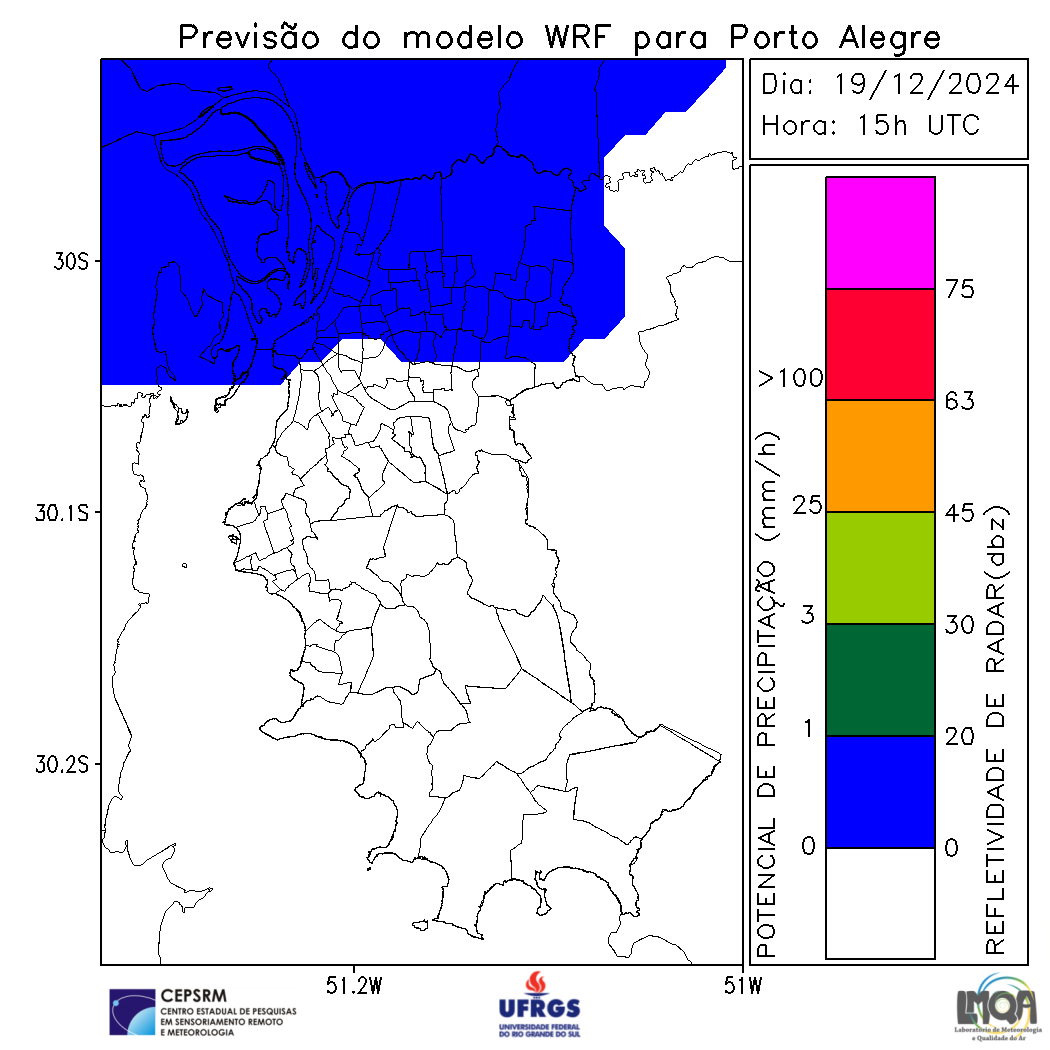 Previsão do modelo WRF para Porto Alegre
Dia: 19/12/2024
Hora: 15h UTC
30S
30.1S
30.2S
51.2W
51W
POTENCIAL DE PRECIPITAÇÃO (mm/h)
>100
25
3
1
0
75
63
45
30
20
0
REFLETIVIDADE DE RADAR(dbz)
CEPSRM
CENTRO ESTADUAL DE PESQUISAS
EM SENSORIAMENTO REMOTO
E METEOROLOGIA
UFRGS
UNIVERSIDADE FEDERAL
DO RIO GRANDE DO SUL
LMQA
Laboratório de Meteorologia
e Qualidade do Ar